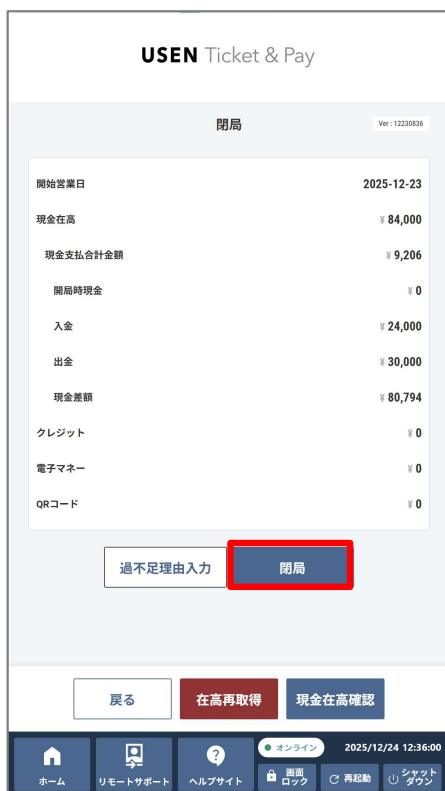 USEN Ticket & Pay
閉局
Ver : 12230836
開始営業日 2025-12-23
現金在高 ¥ 84,000
現金支払合計金額 ¥ 9,206
開局時現金 ¥ 0
入金 ¥ 24,000
出金 ¥ 30,000
現金差額 ¥ 80,794
クレジット ¥ 0
電子マネー ¥ 0
QRコード ¥ 0
過不足理由入力 閉局
戻る 在高再取得 現金在高確認
オンライン 2025/12/24 12:36:00
ホーム リモートサポート ヘルプサイト 画面ロック 再起動 シャットダウン